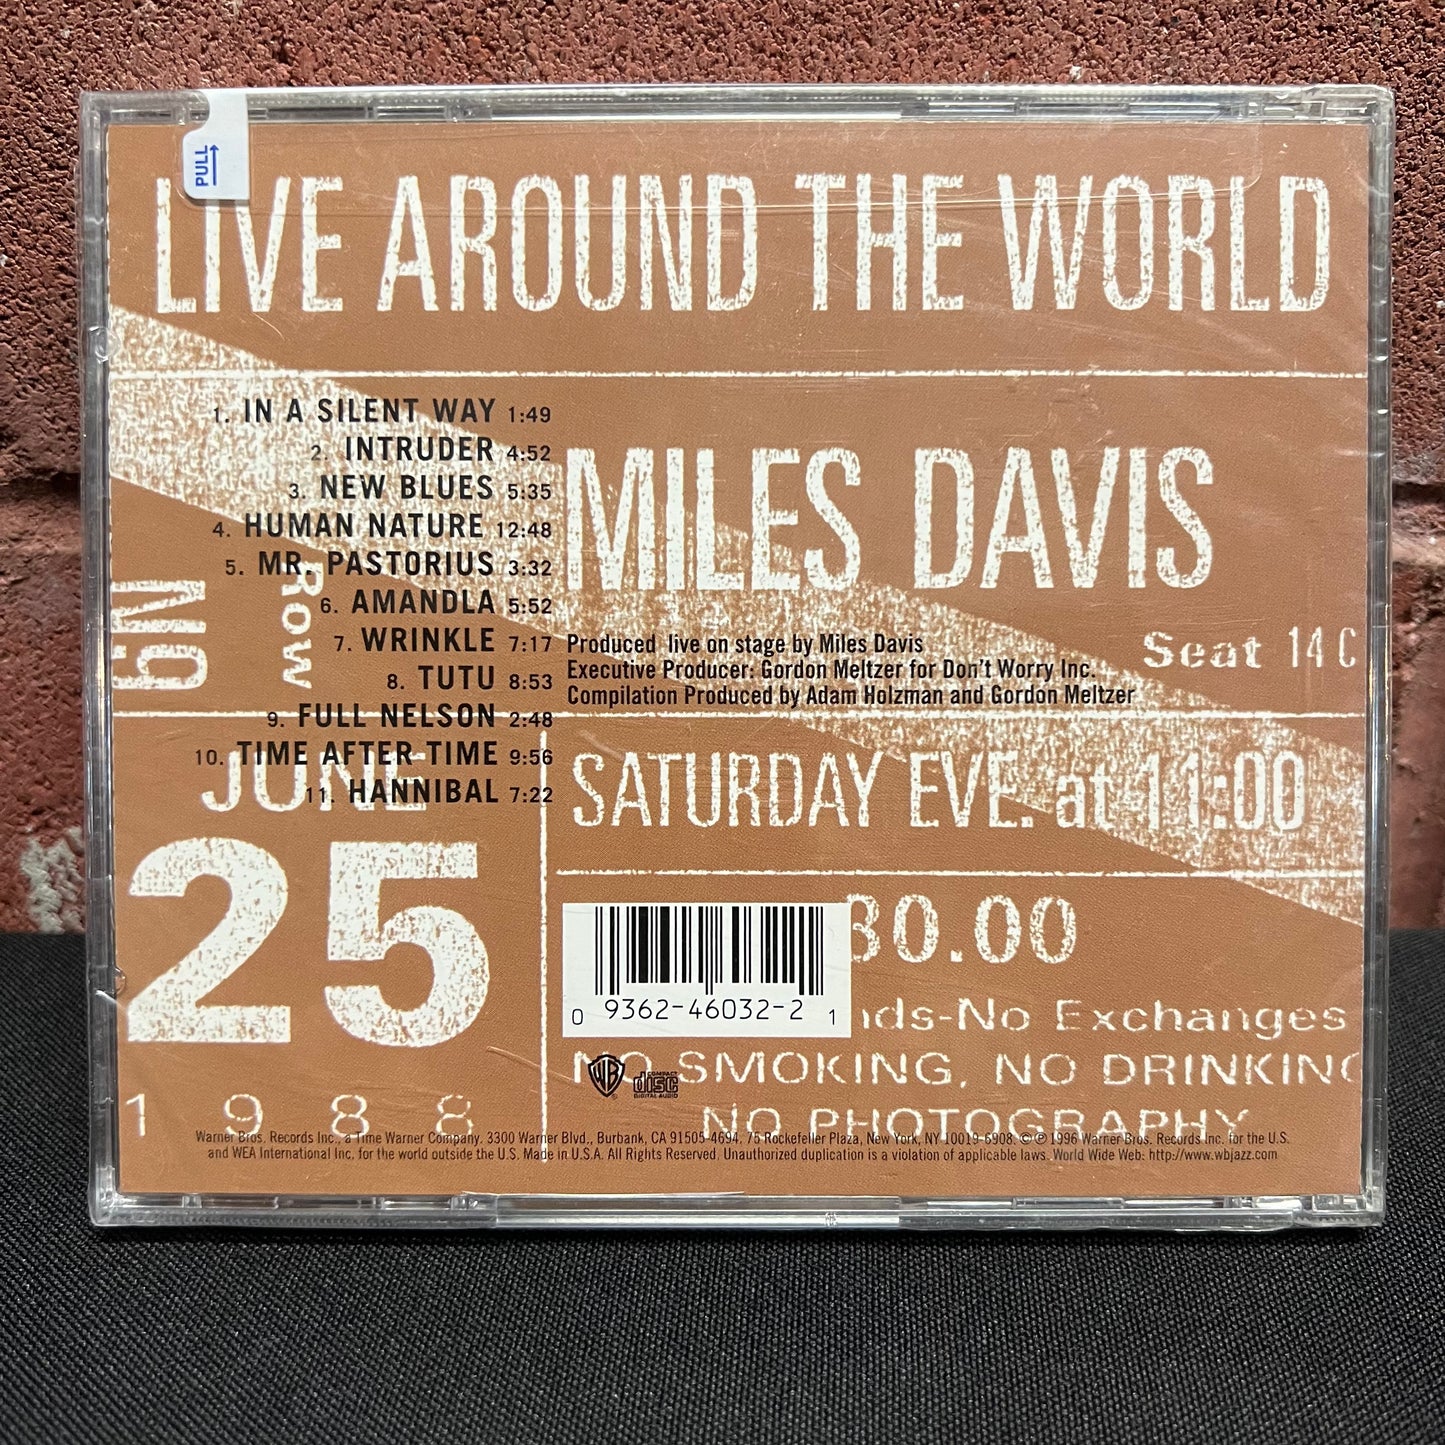 PULL
LIVE AROUND THE WORLD
1. IN A SILENT WAY 1:49
2. INTRUDER 4:52
3. NEW BLUES 5:35
4. HUMAN NATURE 12:48
5. MR. PASTORIUS 3:32
6. AMANDLA 5:52
7. WRINKLE 7:17
8. TUTU 8:53
9. FULL NELSON 2:48
10. TIME AFTER TIME 9:56
11. HANNIBAL 7:22
MILES DAVIS
Produced live on stage by Miles Davis
Executive Producer: Gordon Meltzer for Don't Worry Inc.
Compilation Produced by Adam Holzman and Gordon Meltzer
Seat 14 C
Row
JUNE
25
1988
SATURDAY EVE. at 11:00
30.00
nds-No Exchanges
NO SMOKING, NO DRINKING
NO PHOTOGRAPHY
0 9362-46032-2 1
WB
COMPACT
disc
DIGITAL AUDIO
Warner Bros. Records Inc., a Time Warner Company. 3300 Warner Blvd., Burbank, CA 91505-4694. 75 Rockefeller Plaza, New York, NY 10019-6908. © ℗ 1996 Warner Bros. Records Inc. for the U.S.
and WEA International Inc. for the world outside the U.S. Made in U.S.A. All Rights Reserved. Unauthorized duplication is a violation of applicable laws. World Wide Web: http://www.wbjazz.com